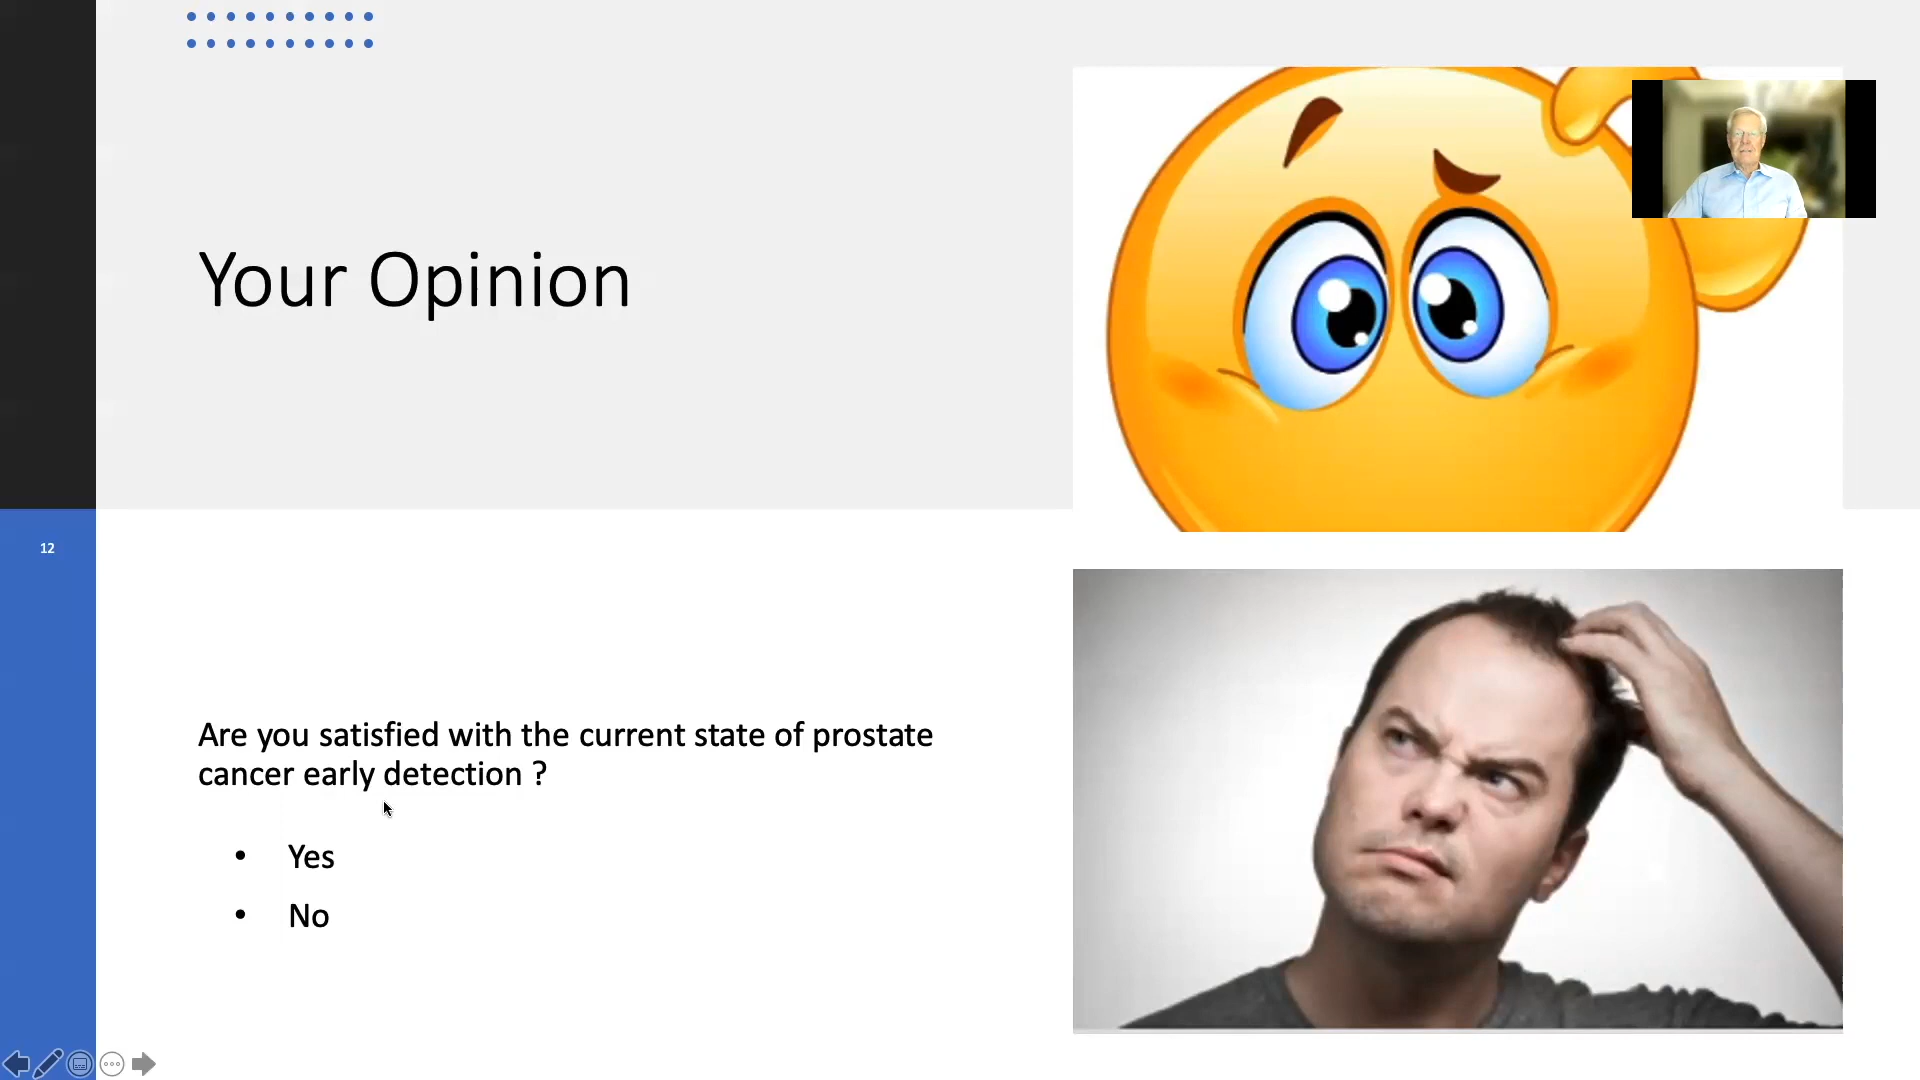 Your Opinion
12
Are you satisfied with the current state of prostate
cancer early detection ?
• Yes
• No